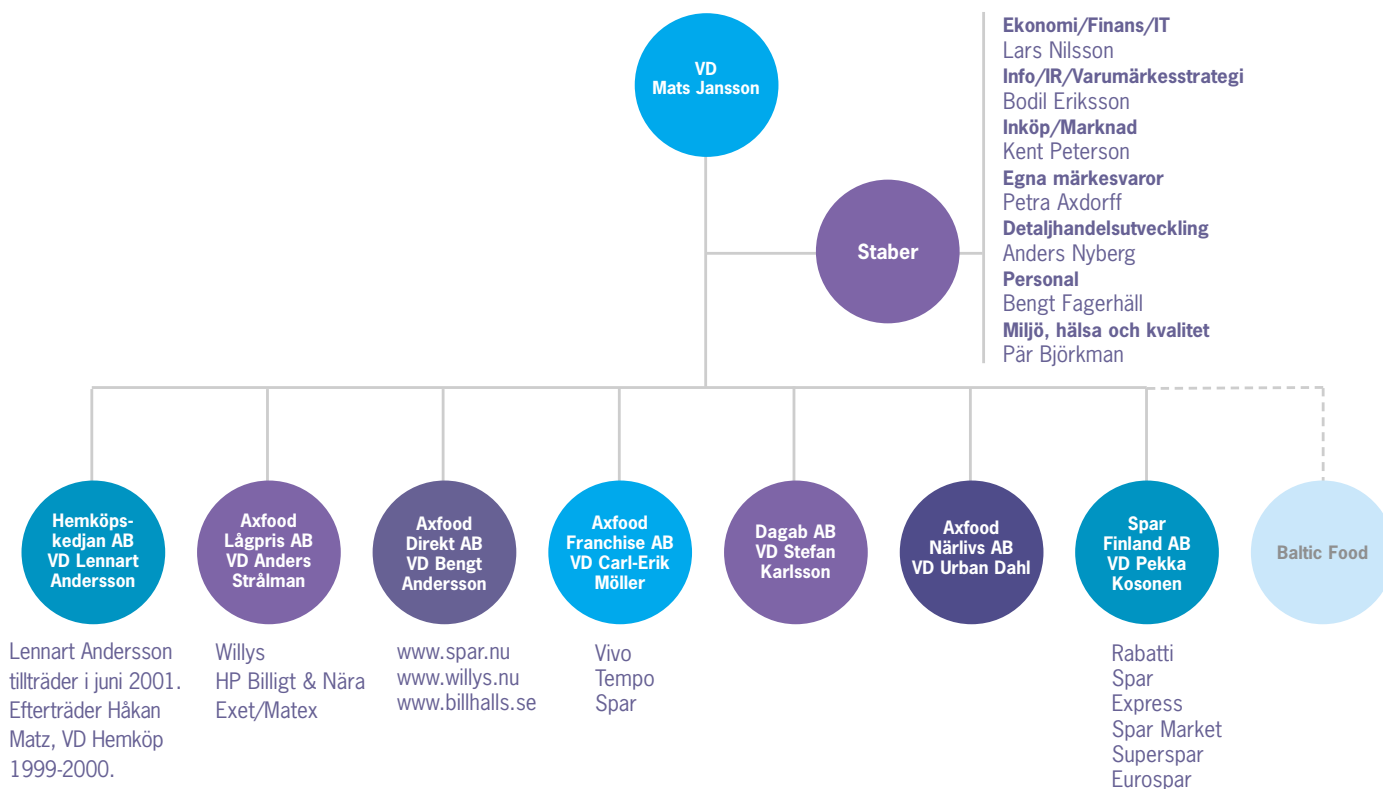 VD
Mats Jansson
Ekonomi/Finans/IT
Lars Nilsson
Info/IR/Varumärkesstrategi
Bodil Eriksson
Inköp/Marknad
Kent Peterson
Egna märkesvaror
Petra Axdorff
Detaljhandelsutveckling
Anders Nyberg
Personal
Bengt Fagerhäll
Miljö, hälsa och kvalitet
Pär Björkman
Staber
Hemköps-
kedjan AB
VD Lennart
Andersson
Lennart Andersson
tillträder i juni 2001.
Efterträder Håkan
Matz, VD Hemköp
1999-2000.
Axfood
Lågpris AB
VD Anders
Strålman
Willys
HP Billigt & Nära
Exet/Matex
Axfood
Direkt AB
VD Bengt
Andersson
www.spar.nu
www.willys.nu
www.billhalls.se
Axfood
Franchise AB
VD Carl-Erik
Möller
Vivo
Tempo
Spar
Dagab AB
VD Stefan
Karlsson
Axfood
Närlivs AB
VD Urban Dahl
Spar
Finland AB
VD Pekka
Kosonen
Rabatti
Spar
Express
Spar Market
Superspar
Eurospar
Baltic Food